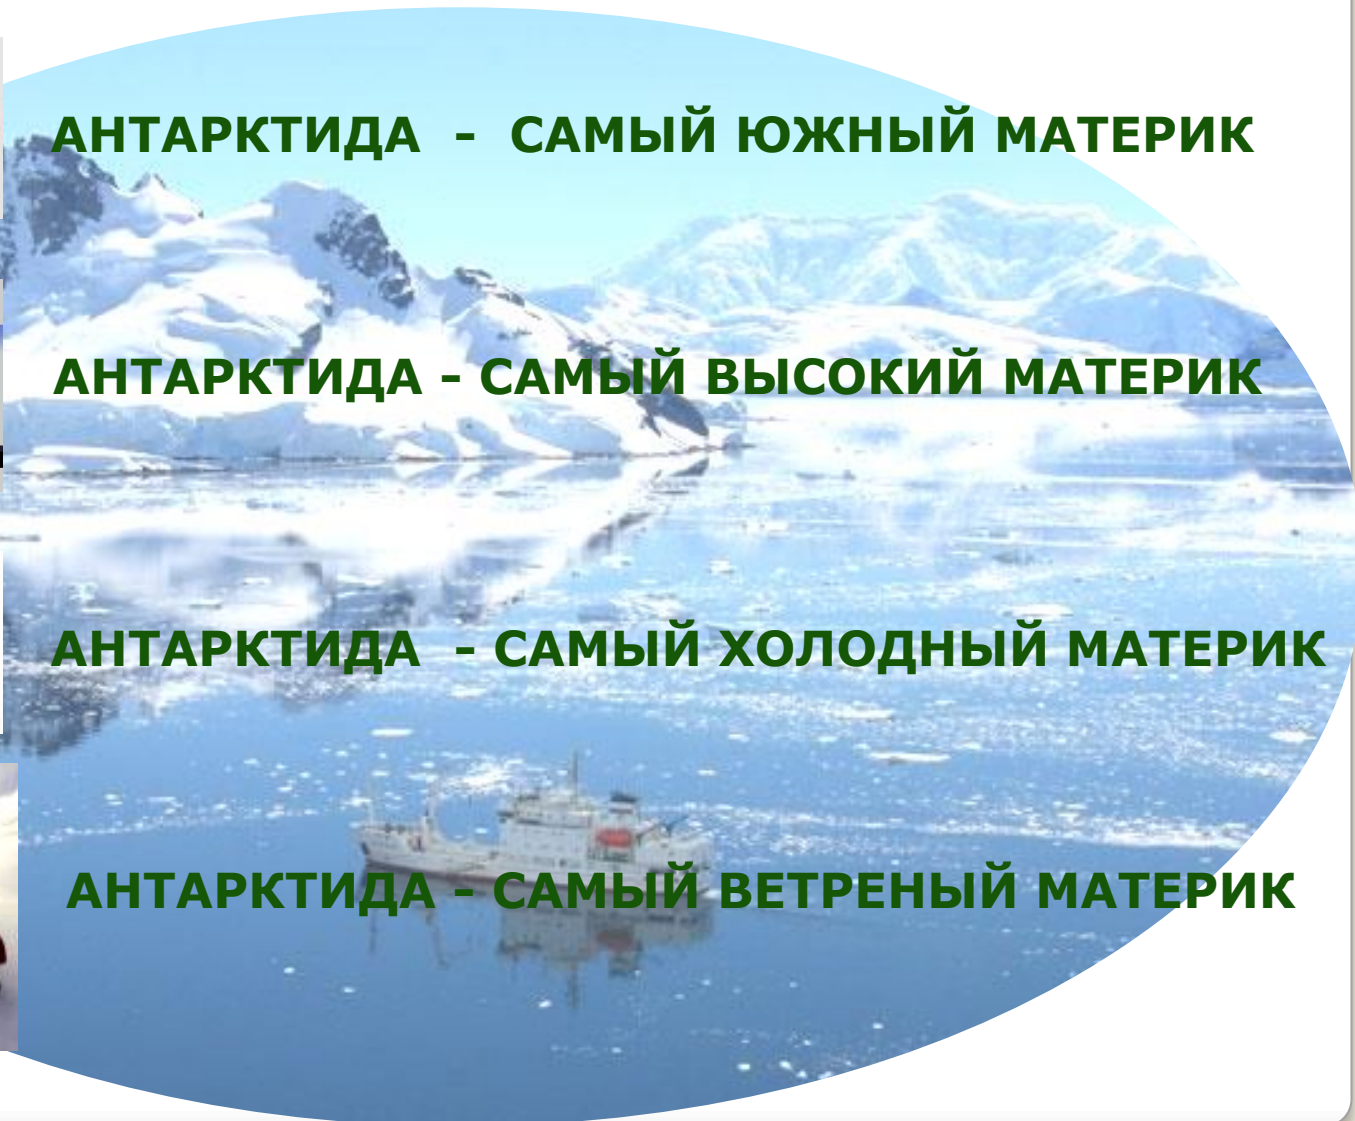 АНТАРКТИДА - САМЫЙ ЮЖНЫЙ МАТЕРИК
АНТАРКТИДА - САМЫЙ ВЫСОКИЙ МАТЕРИК
АНТАРКТИДА - САМЫЙ ХОЛОДНЫЙ МАТЕРИК
АНТАРКТИДА - САМЫЙ ВЕТРЕНЫЙ МАТЕРИК